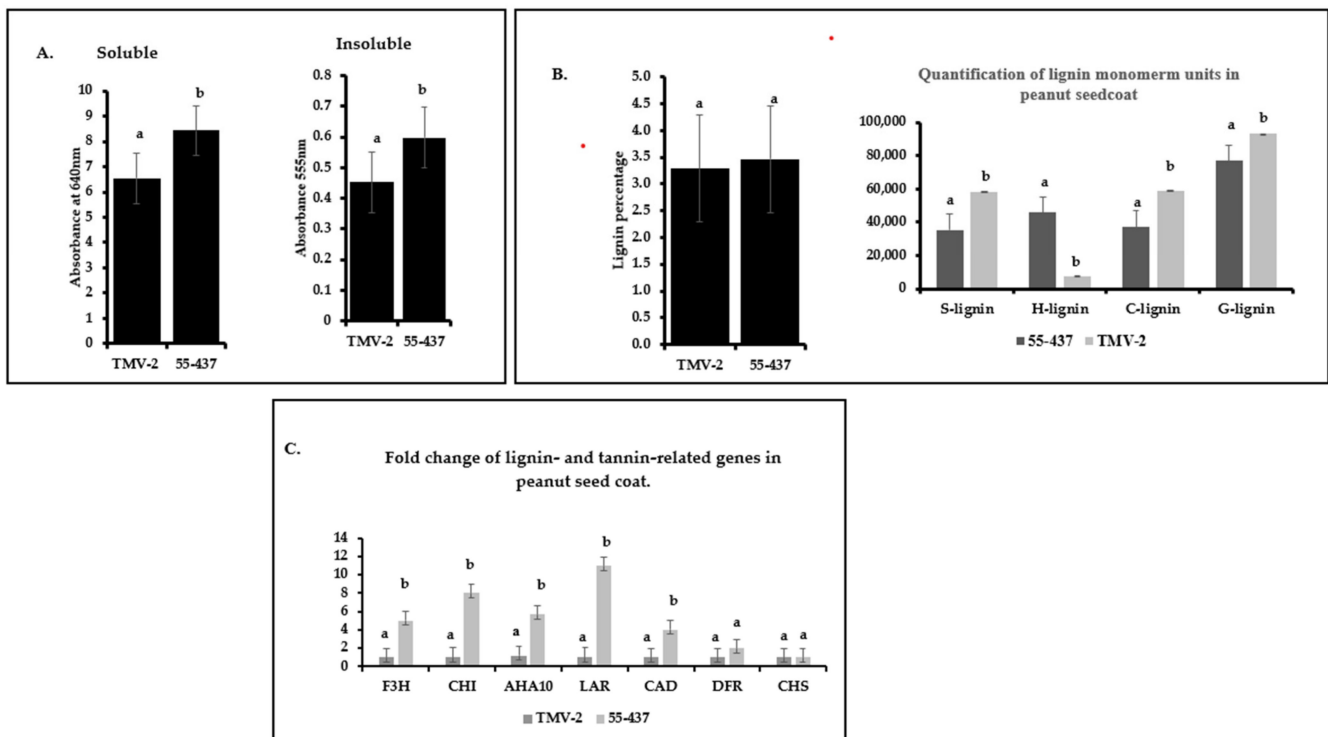 A.
Soluble
Absorbance at 640nm
10
9
8
7
6
5
4
3
2
1
0
a
b
TMV-2 55-437
Insoluble
Absorbance 555nm
0.8
0.7
0.6
0.5
0.4
0.3
0.2
0.1
0
a
b
TMV-2 55-437
B.
Lignin percentage
5.0
4.5
4.0
3.5
3.0
2.5
2.0
1.5
1.0
0.5
0.0
a
a
TMV-2 55-437
Quantification of lignin monomerm units in
peanut seedcoat
100,000
80,000
60,000
40,000
20,000
0
a b a b a b a b
S-lignin H-lignin C-lignin G-lignin
55-437 TMV-2
C.
Fold change of lignin- and tannin-related genes in
peanut seed coat.
14
12
10
8
6
4
2
0
a b a b a b a b a b a a a a
F3H CHI AHA10 LAR CAD DFR CHS
TMV-2 55-437